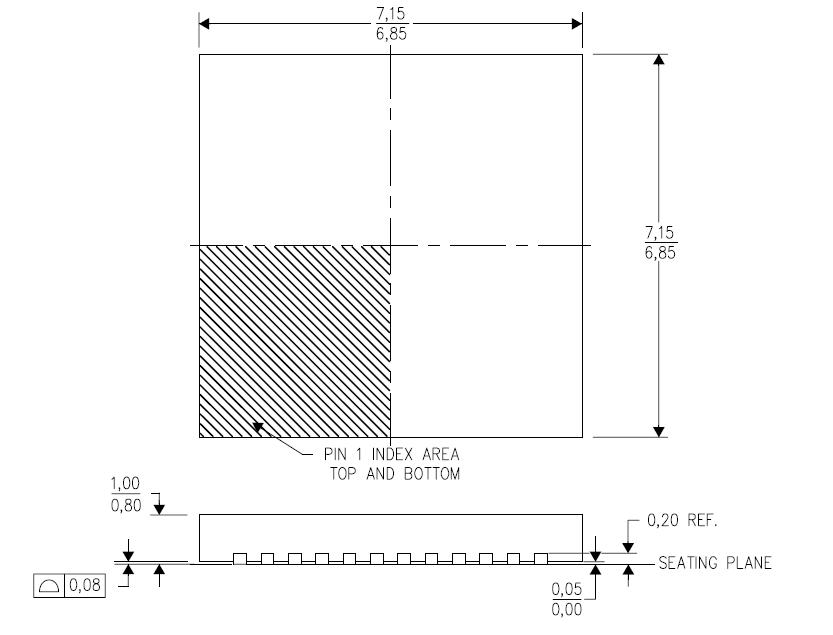 7,15
6,85
7,15
6,85
PIN 1 INDEX AREA
TOP AND BOTTOM
1,00
0,80
0,20 REF.
SEATING PLANE
0,08
0,05
0,00